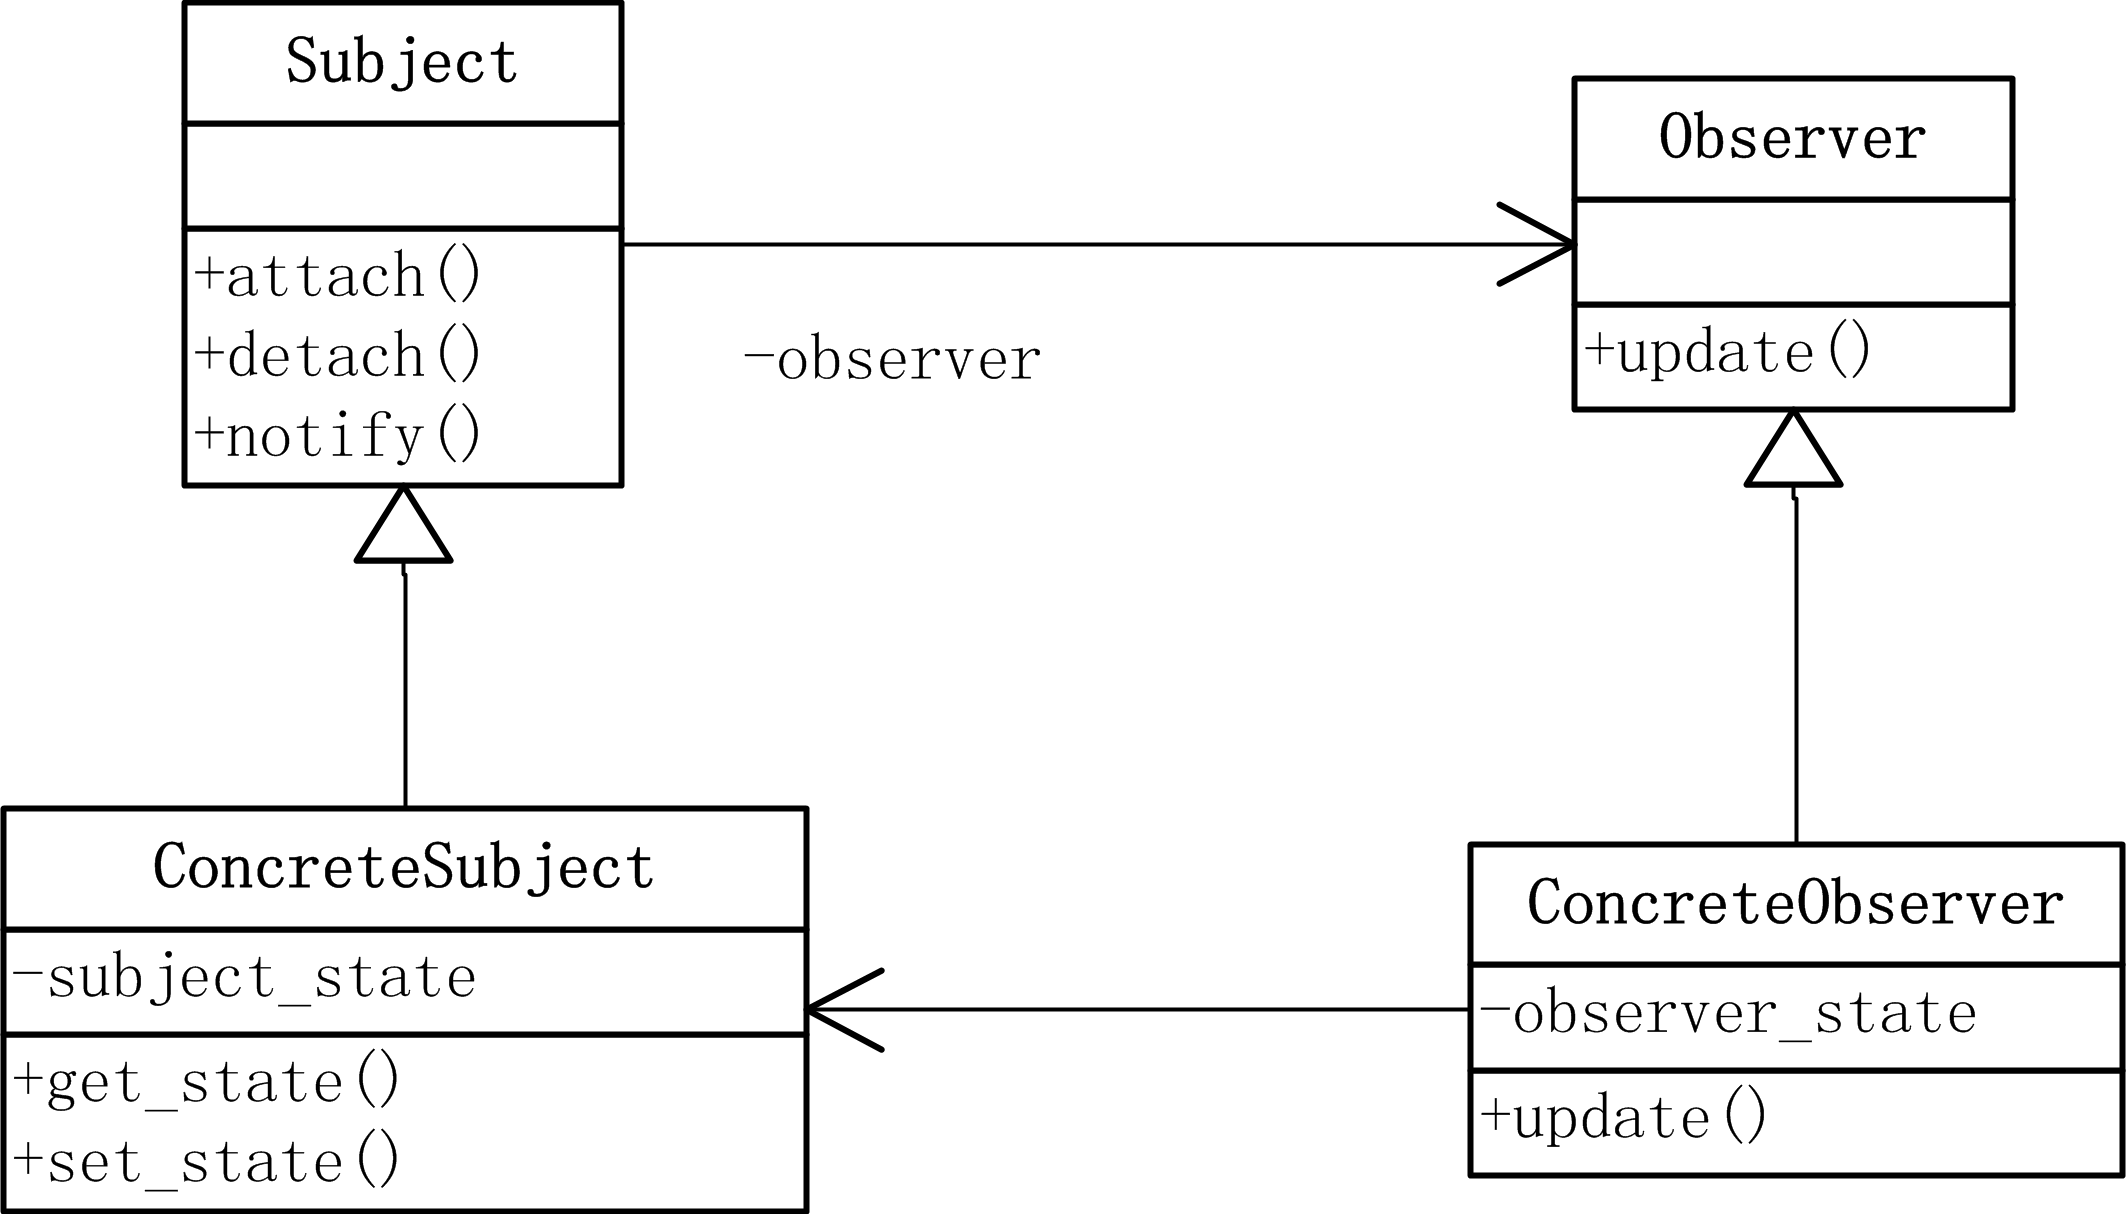 Subject
+attach()
+detach()
+notify()
-observer
Observer
+update()
ConcreteSubject
-subject_state
+get_state()
+set_state()
ConcreteObserver
-observer_state
+update()